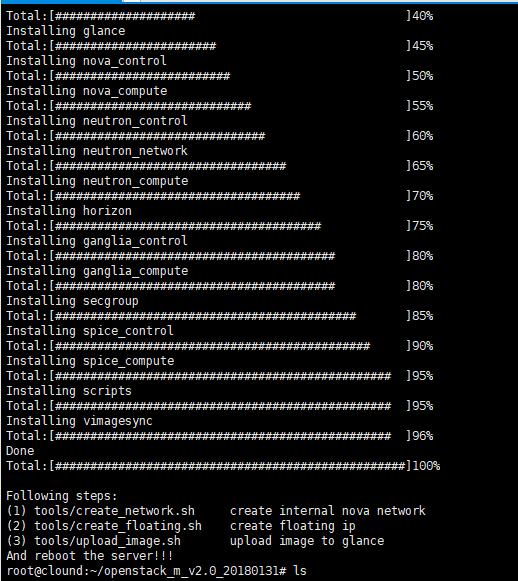 Total:[####################                              ]40%
Installing glance
Total:[#######################                           ]45%
Installing nova_control
Total:[#########################                         ]50%
Installing nova_compute
Total:[############################                      ]55%
Installing neutron_control
Total:[##############################                    ]60%
Installing neutron_network
Total:[#################################                 ]65%
Installing neutron_compute
Total:[###################################               ]70%
Installing horizon
Total:[######################################            ]75%
Installing ganglia_control
Total:[########################################          ]80%
Installing ganglia_compute
Total:[########################################          ]80%
Installing secgroup
Total:[###########################################       ]85%
Installing spice_control
Total:[#############################################     ]90%
Installing spice_compute
Total:[################################################  ]95%
Installing scripts
Total:[################################################  ]95%
Installing vimagesync
Total:[################################################  ]96%
Done
Total:[##################################################]100%

Following steps:
(1) tools/create_network.sh     create internal nova network
(2) tools/create_floating.sh    create floating ip
(3) tools/upload_image.sh       upload image to glance
And reboot the server!!!
root@clound:~/openstack_m_v2.0_20180131# ls